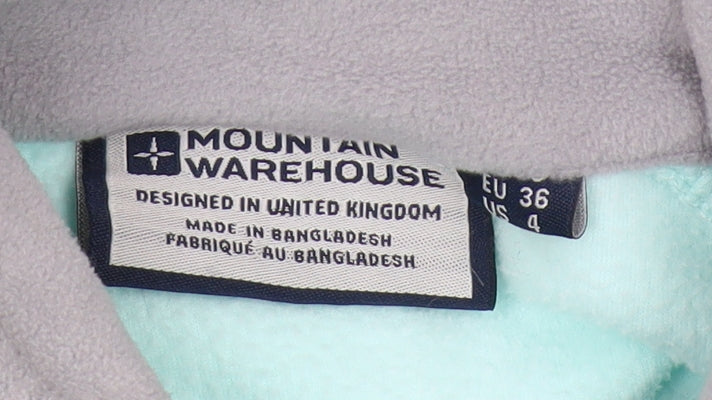 MOUNTAIN
WAREHOUSE
DESIGNED IN UNITED KINGDOM
MADE IN BANGLADESH
FABRIQUÉ AU BANGLADESH
EU 36
US 4